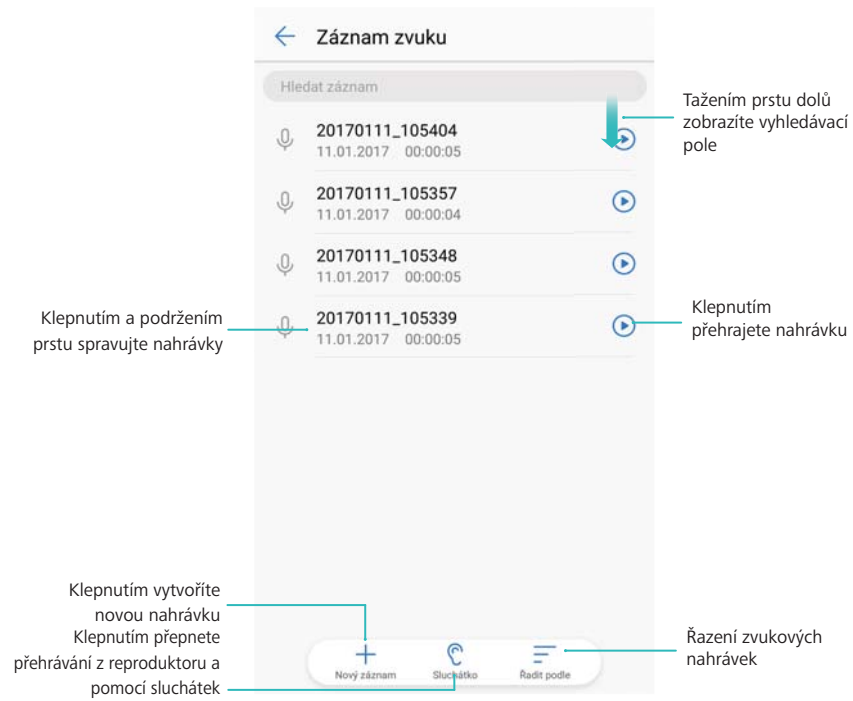 Záznam zvuku
Hledat záznam
20170111_105404
11.01.2017 00:00:05
20170111_105357
11.01.2017 00:00:04
20170111_105348
11.01.2017 00:00:05
20170111_105339
11.01.2017 00:00:05
Tažením prstu dolů
zobrazíte vyhledávací
pole
Klepnutím
přehrajete nahrávku
Klepnutím a podržením
prstu spravujte nahrávky
Klepnutím vytvoříte
novou nahrávku
Klepnutím přepnete
přehrávání z reproduktoru a
pomocí sluchátek
Nový záznam
Sluchátko
Řadit podle
Řazení zvukových
nahrávek